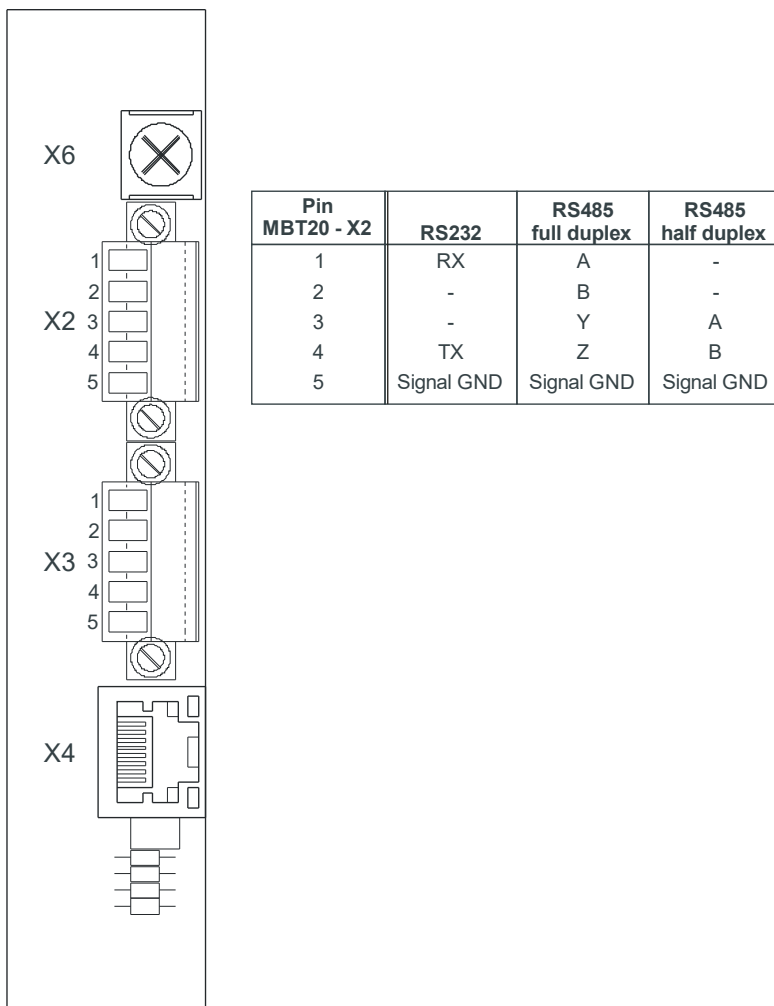 X6
1
2
X2 3
4
5
1
2
X3 3
4
5
X4
Pin MBT20 - X2 RS232 RS485 full duplex RS485 half duplex
1 RX A -
2 - B -
3 - Y A
4 TX Z B
5 Signal GND Signal GND Signal GND